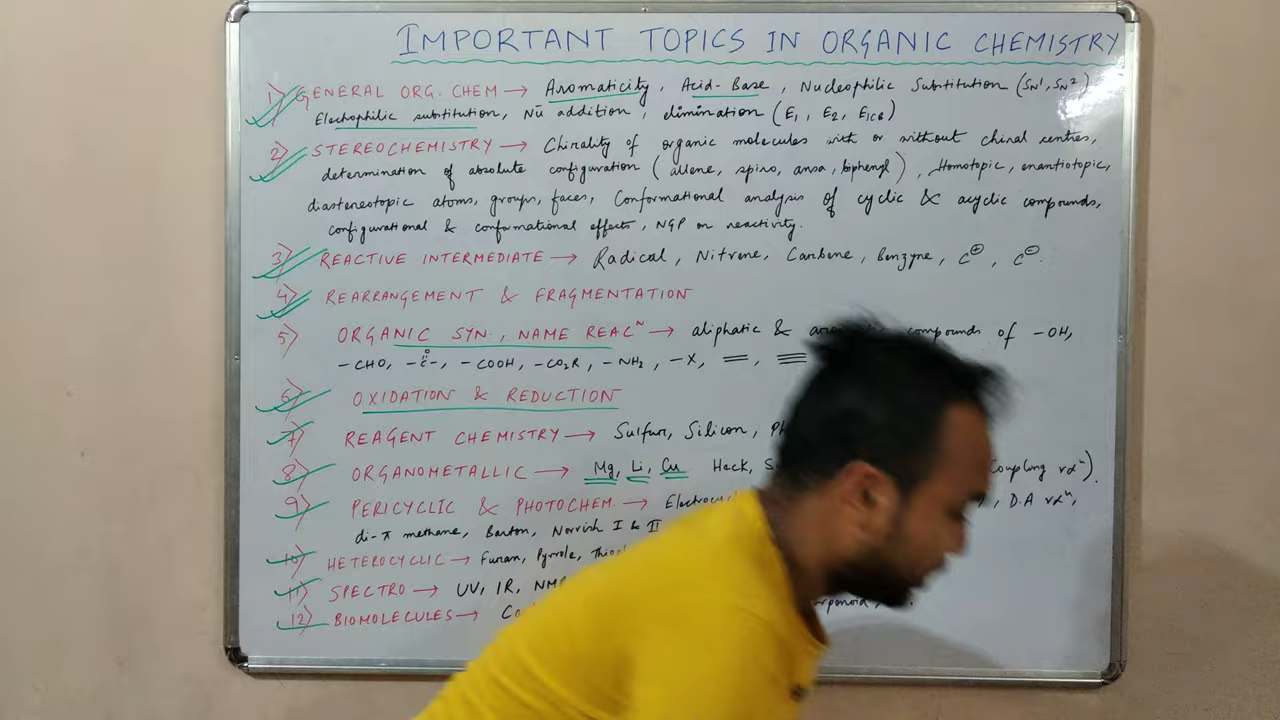 IMPORTANT TOPICS IN ORGANIC CHEMISTRY
1) GENERAL ORG. CHEM → Aromaticity, Acid-Base, Nucleophilic Substitution (SN1, SN2)
Electrophilic substitution, Nū addition, elimination (E1, E2, E1CB)
2) STEREOCHEMISTRY → Chirality of organic molecules with or without chiral centres,
determination of absolute configuration (allene, spiro, ansa, biphenyl), Homotopic, enantiotopic,
diastereotopic atoms, groups, faces, Conformational analysis of cyclic & acyclic compounds,
configurational & conformational effects, NGP on reactivity.
3) REACTIVE INTERMEDIATE → Radical, Nitrene, Carbene, Benzyne, C⊕, C⊖.
4) REARRANGEMENT & FRAGMENTATION
5) ORGANIC SYN., NAME REACⁿ → aliphatic & compounds of -OH,
-CHO, -C-, -COOH, -CO2R, -NH2, -X, =, ≡
6) OXIDATION & REDUCTION
7) REAGENT CHEMISTRY → Sulfur, Silicon,
8) ORGANOMETALLIC → Mg, Li, Cu Heck, Coupling rxⁿ).
9) PERICYCLIC & PHOTOCHEM. → , D.A rxⁿ,
di-π methane, Barton, Norrish I & II
10) HETEROCYCLIC → Furan, Pyrrole,
11) SPECTRO → UV, IR,
12) BIOMOLECULES →